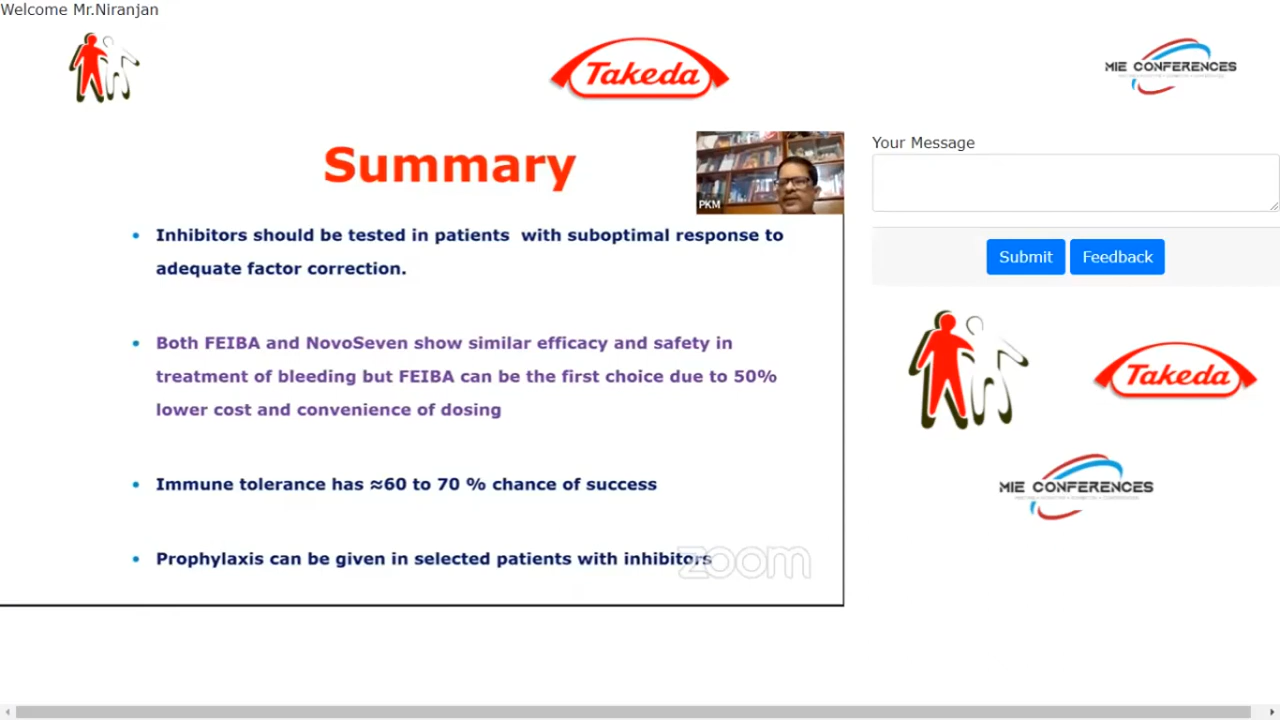 Welcome Mr.Niranjan
Takeda
MIE CONFERENCES
Summary
PKM
Inhibitors should be tested in patients with suboptimal response to
adequate factor correction.
Both FEIBA and NovoSeven show similar efficacy and safety in
treatment of bleeding but FEIBA can be the first choice due to 50%
lower cost and convenience of dosing
Immune tolerance has ≈60 to 70 % chance of success
Prophylaxis can be given in selected patients with inhibitors
zoom
Your Message
Submit
Feedback
Takeda
MIE CONFERENCES